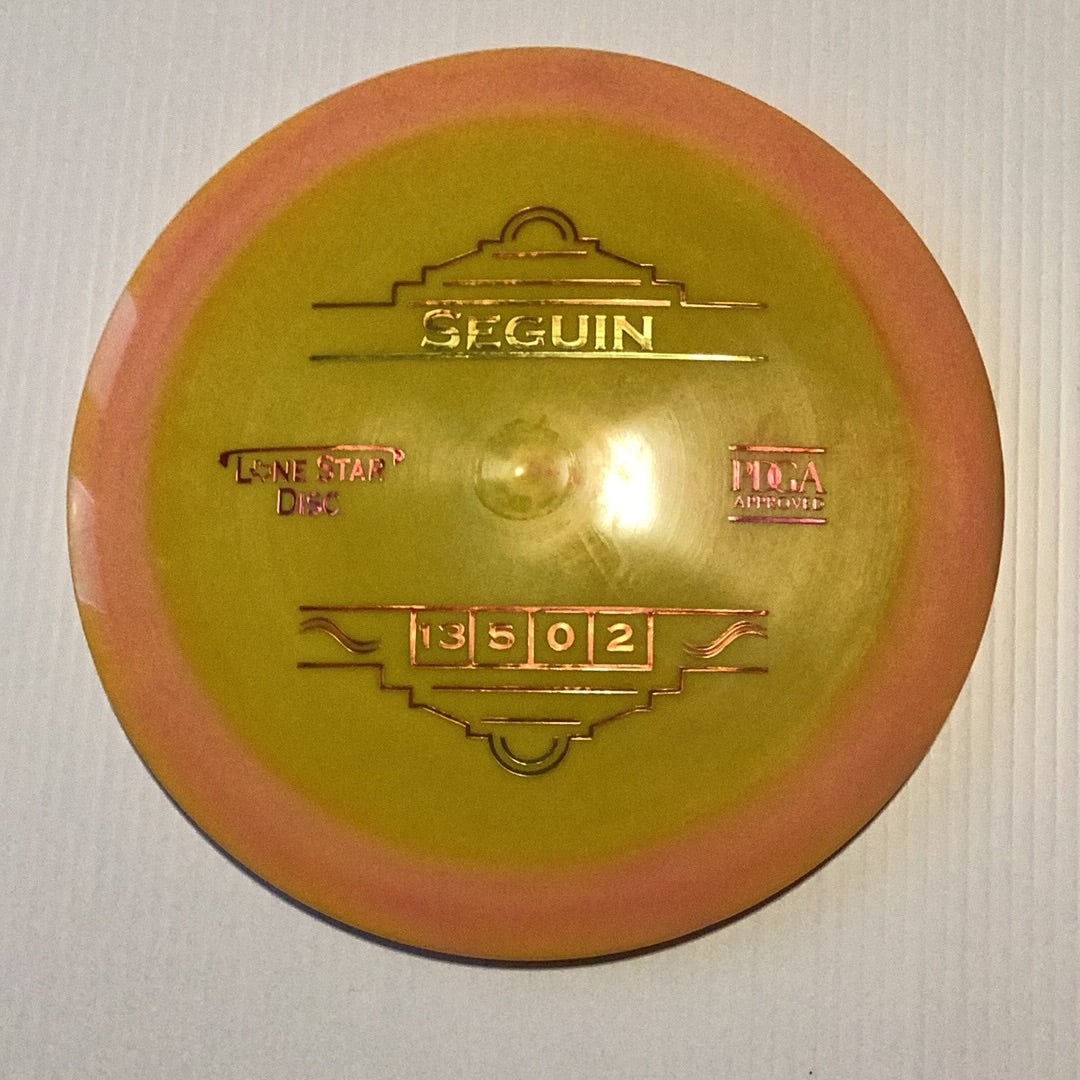 SEGUIN
LONE STAR
DISC
PDGA
APPROVED
13 5 0 2